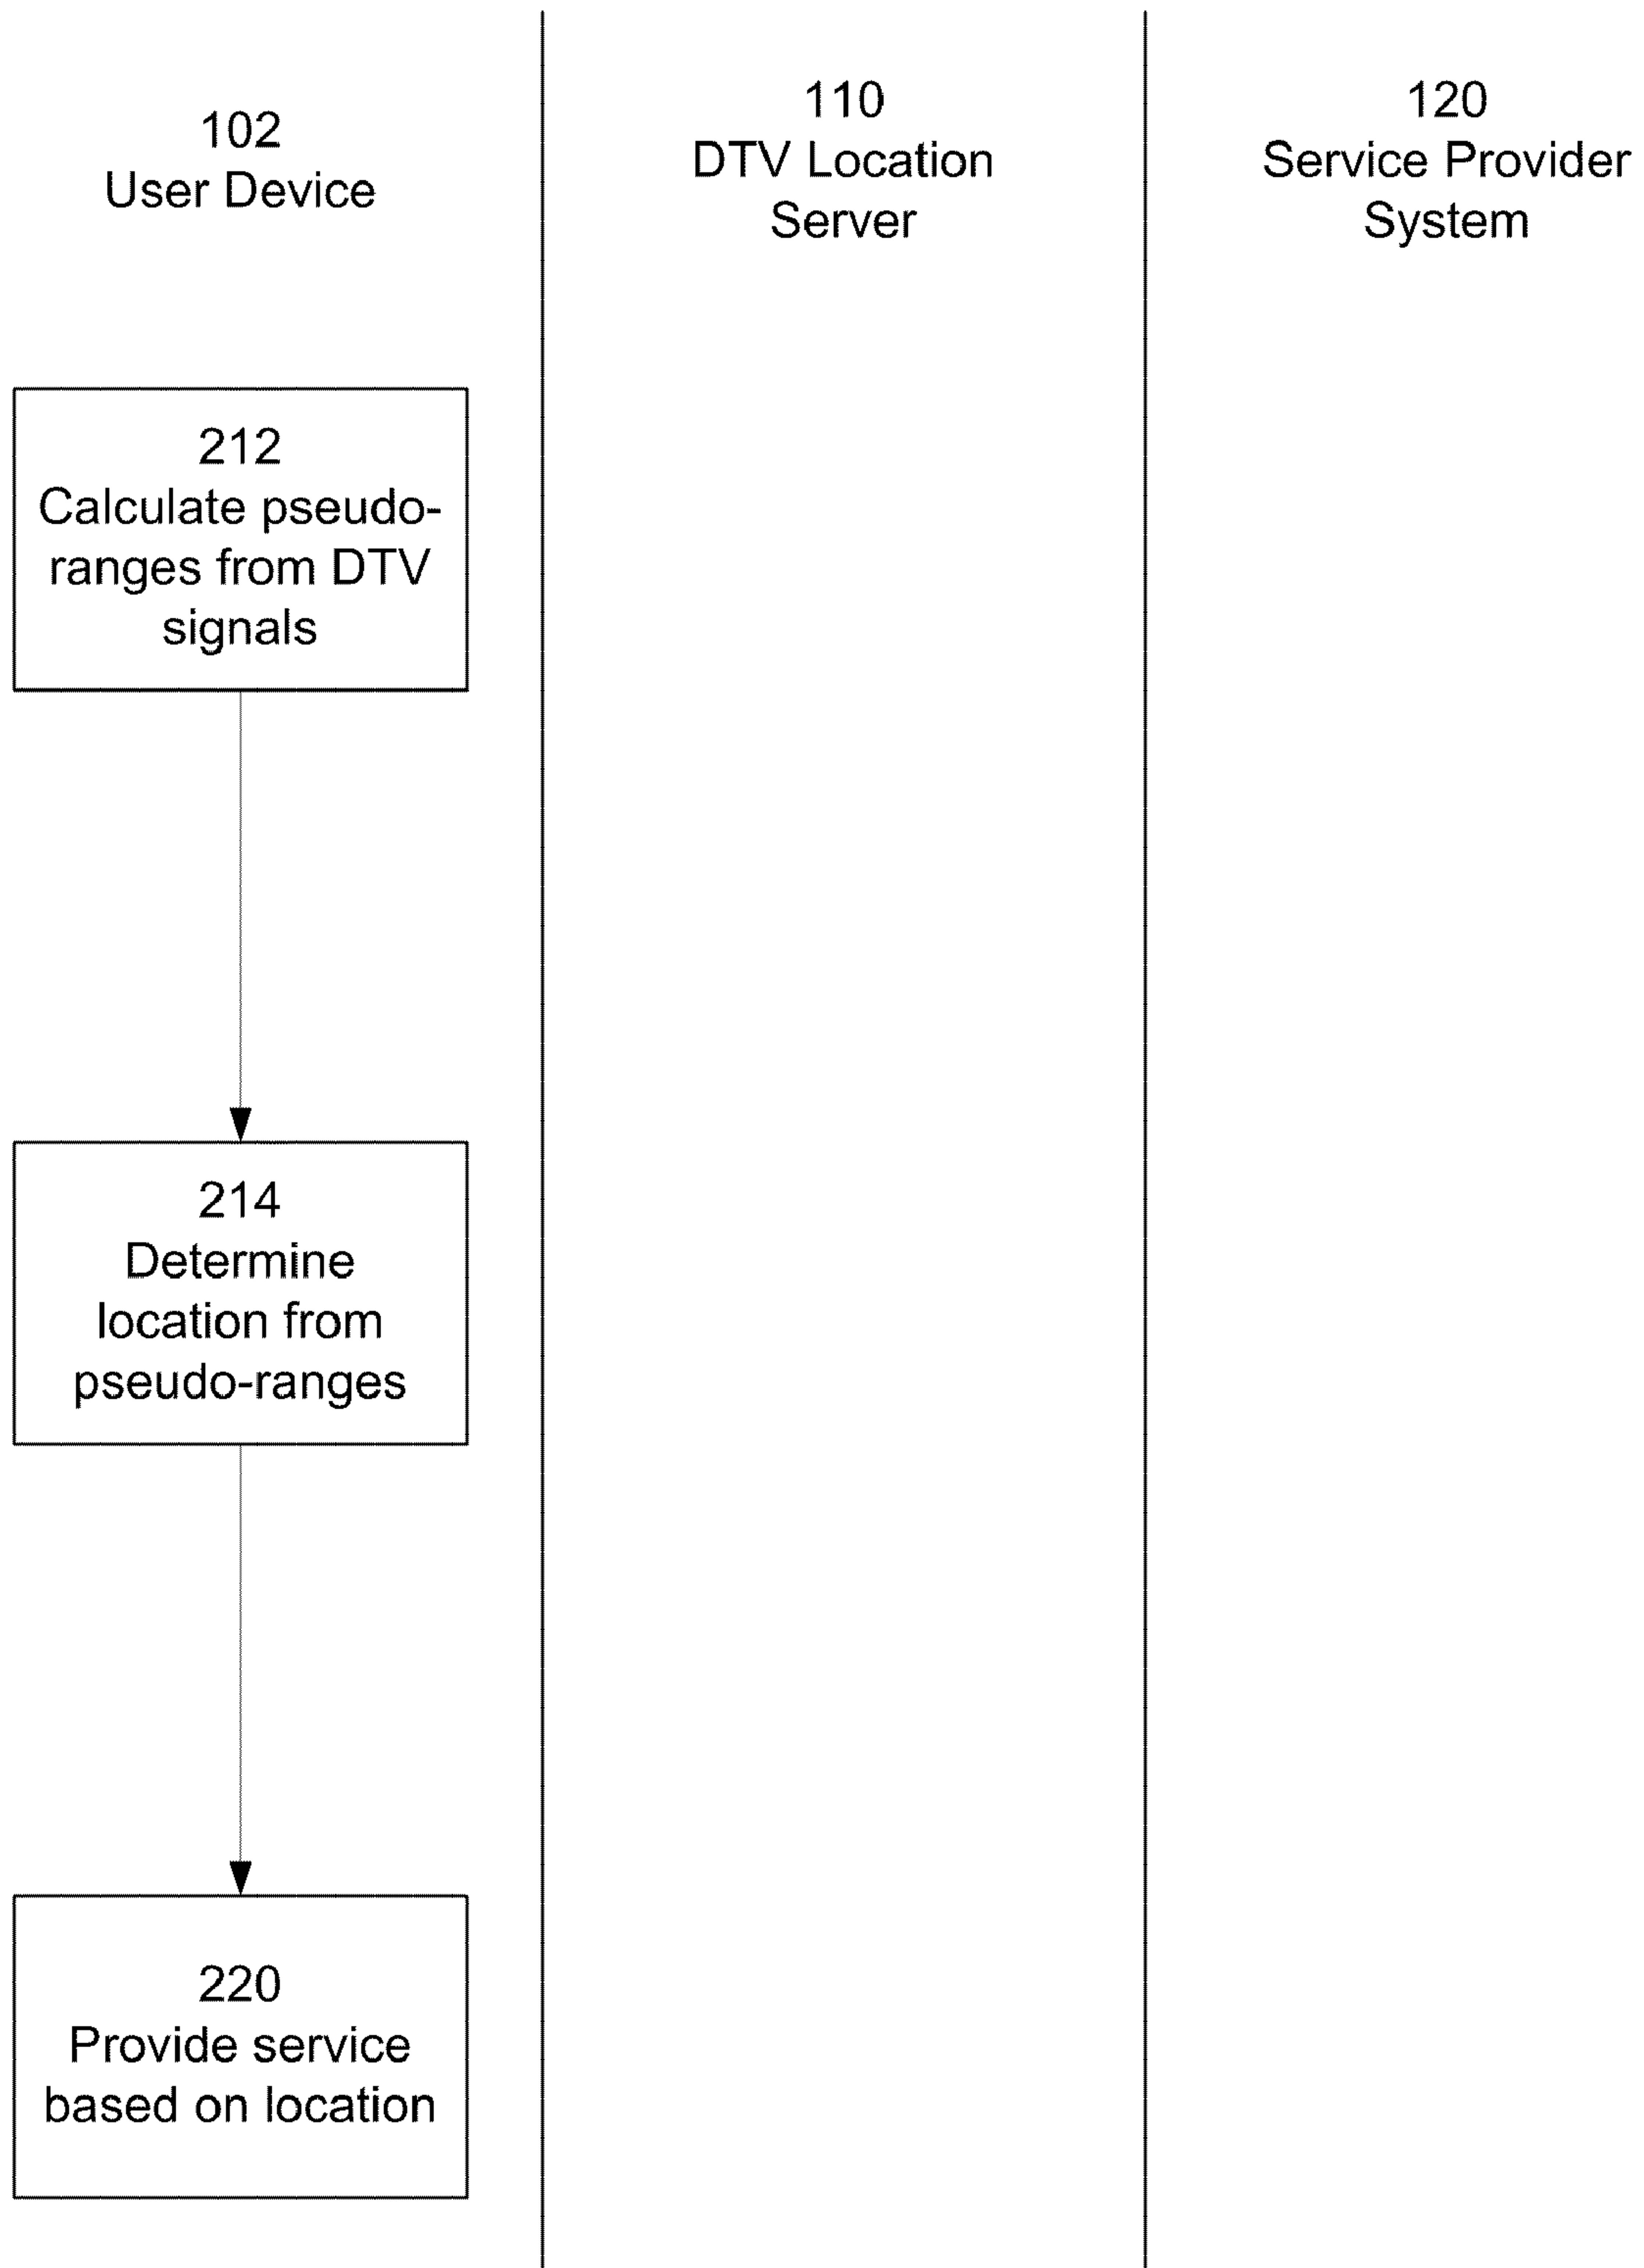 102
User Device
110
DTV Location
Server
120
Service Provider
System
212
Calculate pseudo-
ranges from DTV
signals
214
Determine
location from
pseudo-ranges
220
Provide service
based on location